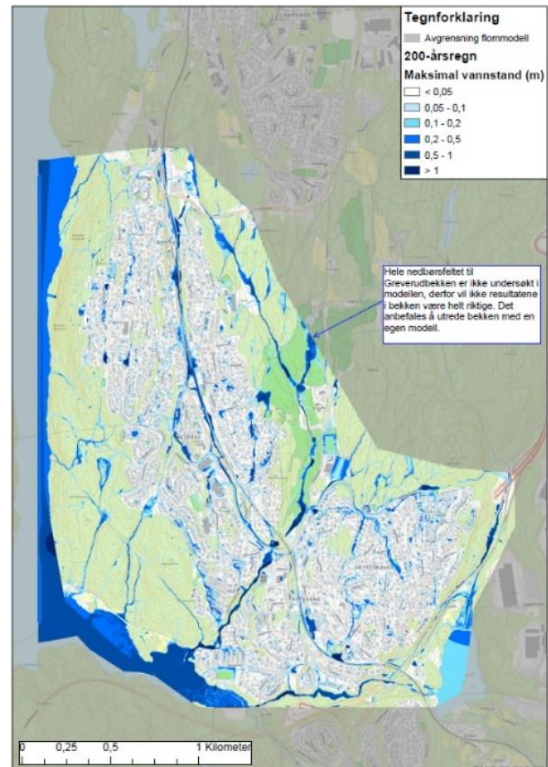 Tegnforklaring
Avgrensning flommodell
200-årsregn
Maksimal vannstand (m)
< 0,05
0,05 - 0,1
0,1 - 0,2
0,2 - 0,5
0,5 - 1
> 1
Hele nedbørsfeltet til
Greverudbekken er ikke undersøkt i
modellen, derfor vil ikke resultatene
i bekken være helt riktige. Det
anbefales å utrede bekken med en
egen modell.
0 0,25 0,5 1 Kilometer